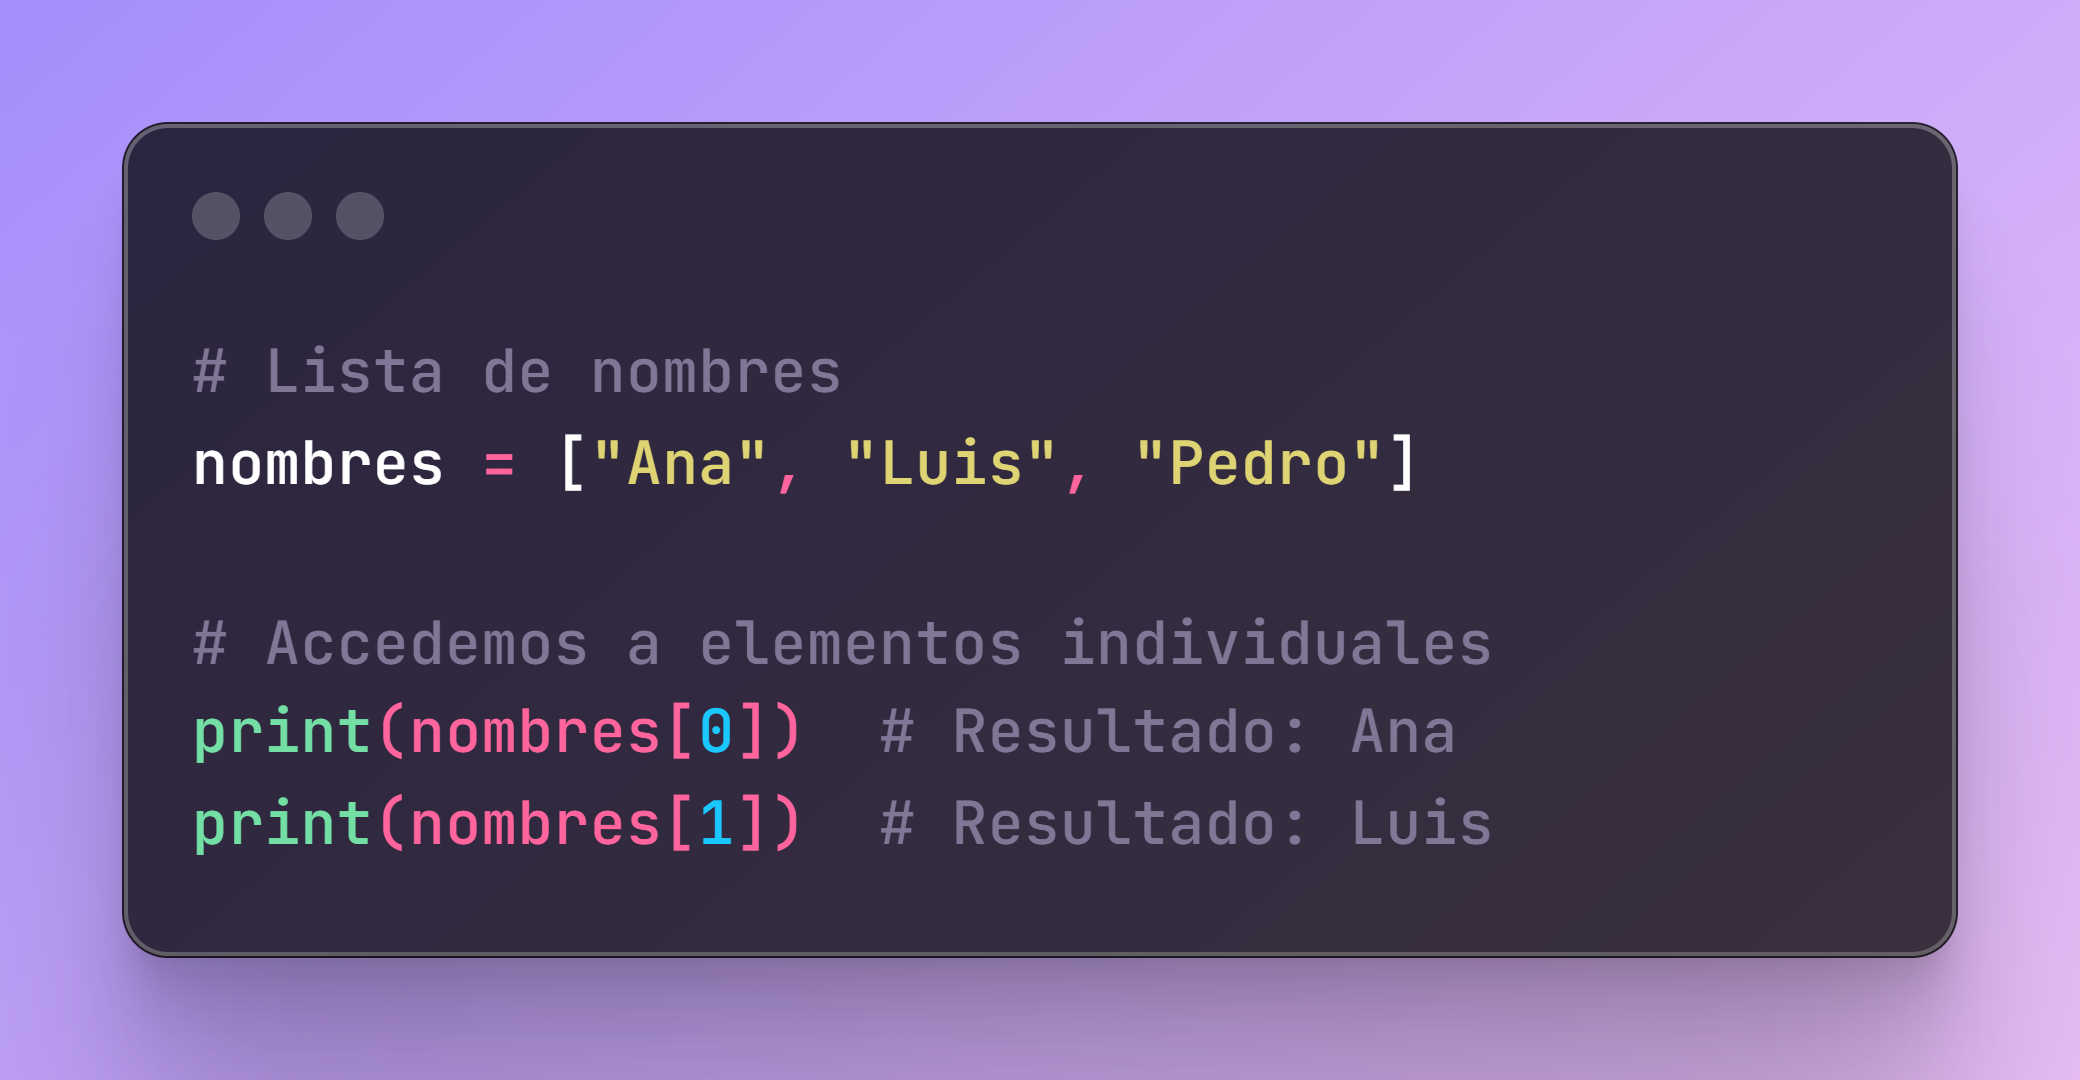 # Lista de nombres
nombres = ["Ana", "Luis", "Pedro"]
# Accedemos a elementos individuales
print(nombres[0])  # Resultado: Ana
print(nombres[1])  # Resultado: Luis